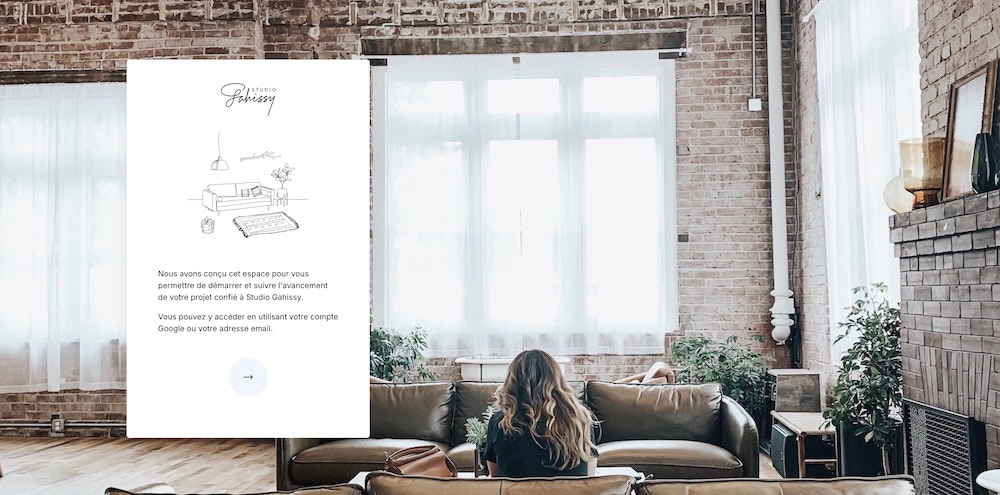 STUDIO
Gahissy
Nous avons conçu cet espace pour vous
permettre de démarrer et suivre l'avancement
de votre projet confié à Studio Gahissy.
Vous pouvez y accéder en utilisant votre compte
Google ou votre adresse email.
→